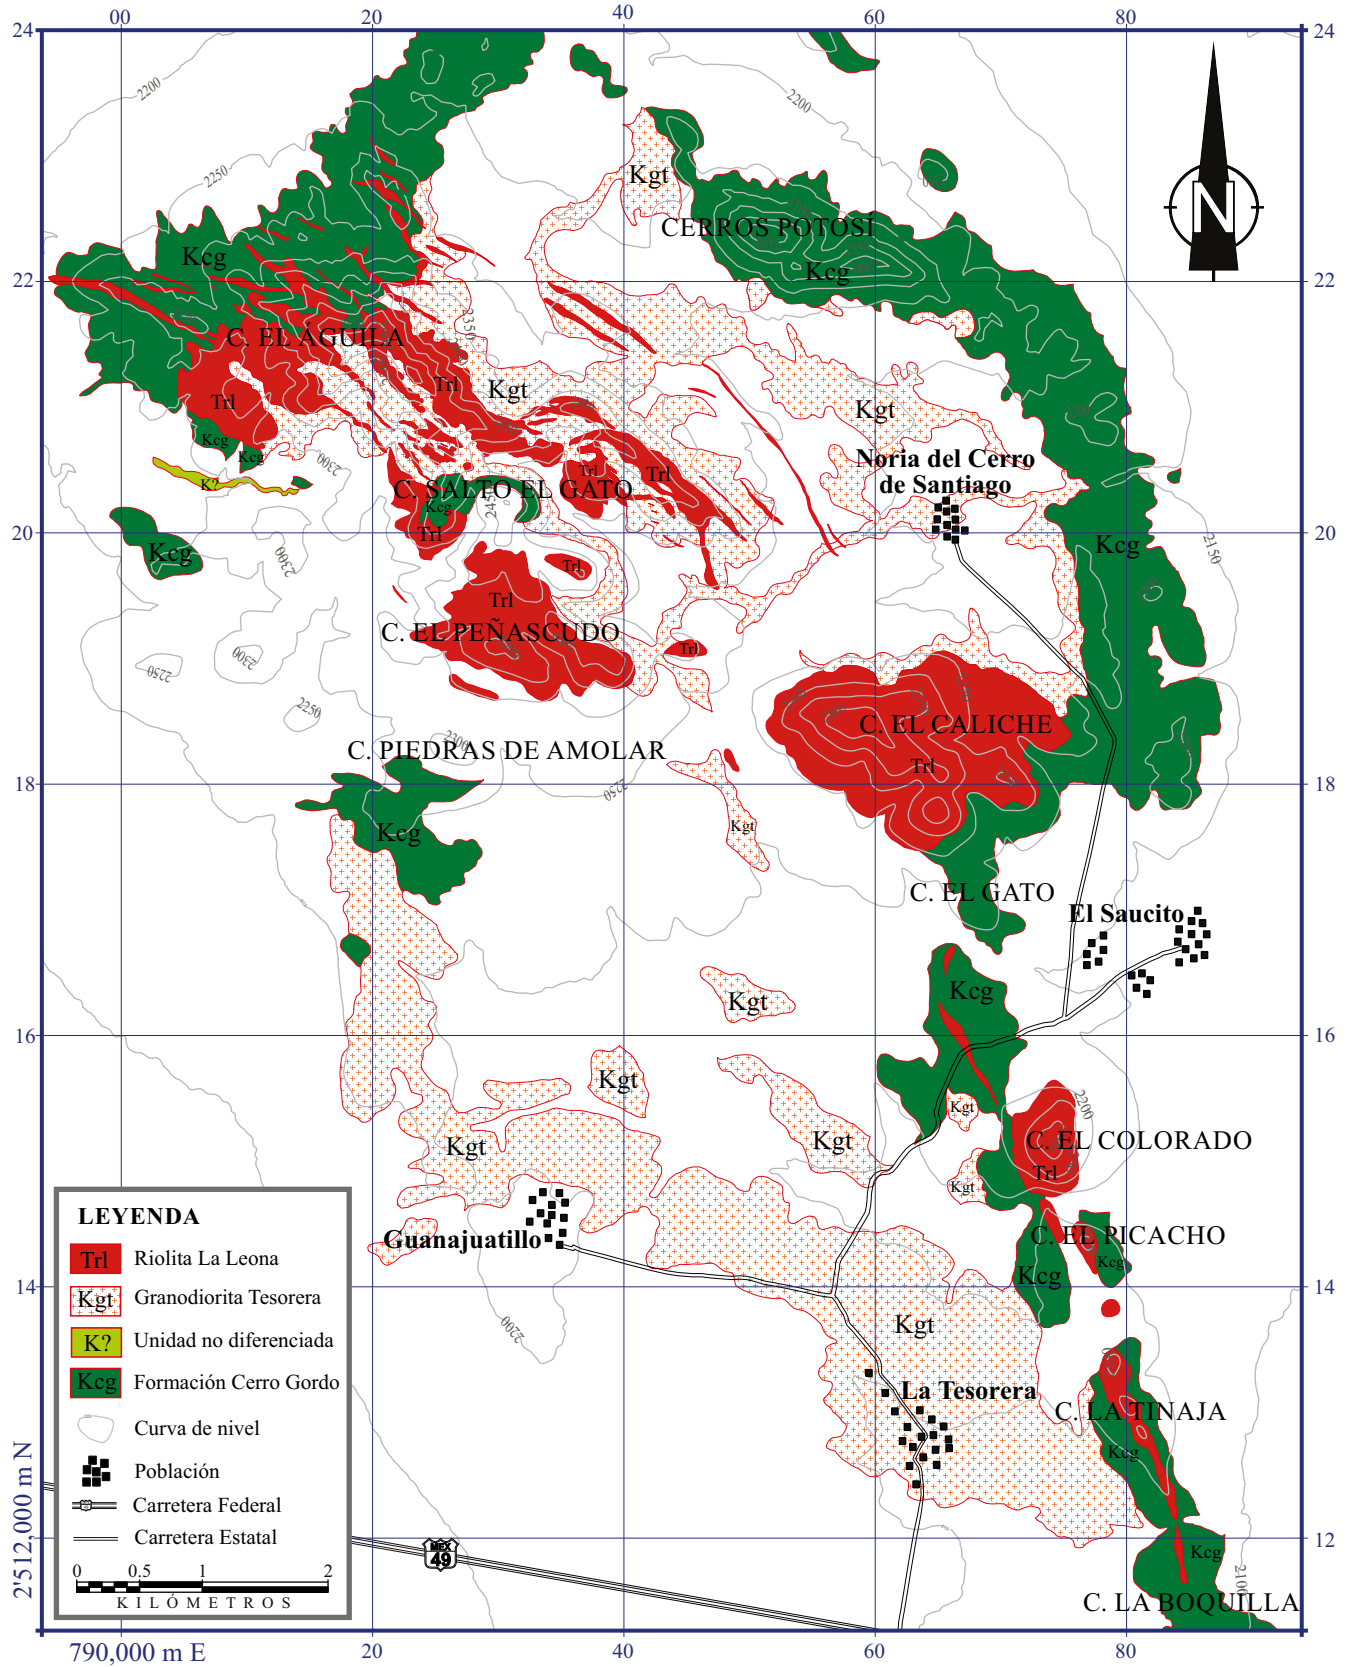 00
20
40
60
80
24
24
2200
2200
2250
Kgt
CERROS POTOSÍ
N
Kcg
Kcg
22
22
C. EL ÁGUILA
2350
Trl
Kgt
Trl
Kgt
Kcg
Kcg
2300
Trl
Trl
Noria del Cerro
de Santiago
K?
C. SALTO EL GATO
Kcg
Trl
20
20
Kcg
2300
Trl
Kcg
2150
Trl
C. EL PEÑASCUDO
Trl
2300
2250
2250
C. EL CALICHE
2300
C. PIEDRAS DE AMOLAR
Trl
2250
18
18
Kcg
Kgt
C. EL GATO
El Saucito
Kcg
Kgt
16
16
Kgt
Kgt
2200
Kgt
Kgt
C. EL COLORADO
Trl
Kgt
LEYENDA
Trl Riolita La Leona
Kgt Granodiorita Tesorera
K? Unidad no diferenciada
Kcg Formación Cerro Gordo
Curva de nivel
Población
Carretera Federal
Carretera Estatal
0 0.5 1 2
KILÓMETROS
Guanajuatillo
C. EL PICACHO
Kcg
Kcg
14
14
2200
Kgt
La Tesorera
C. LA TINAJA
Kcg
12
MEX
49
Kcg
2100
C. LA BOQUILLA
2'512,000 m N
790,000 m E
20
40
60
80